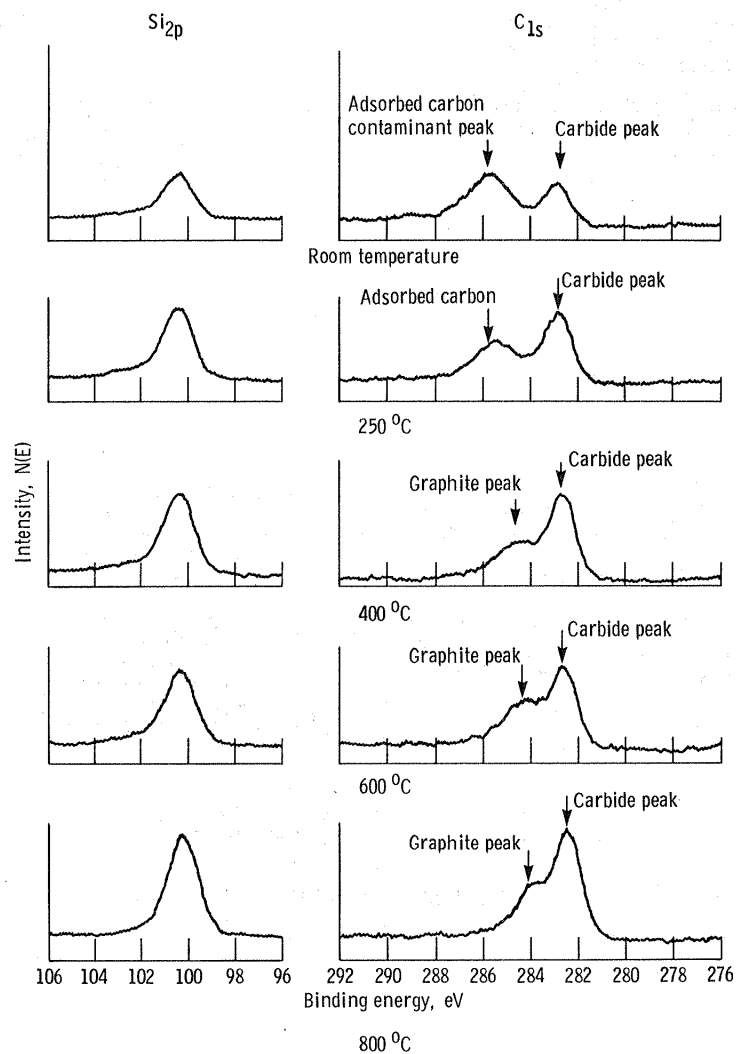 Si2p
C1s
Adsorbed carbon
contaminant peak
Carbide peak
Room temperature
Adsorbed carbon
Carbide peak
250 °C
Intensity, N(E)
Graphite peak
Carbide peak
400 °C
Graphite peak
Carbide peak
600 °C
Graphite peak
Carbide peak
106 104 102 100 98 96
292 290 288 286 284 282 280 278 276
Binding energy, eV
800 °C